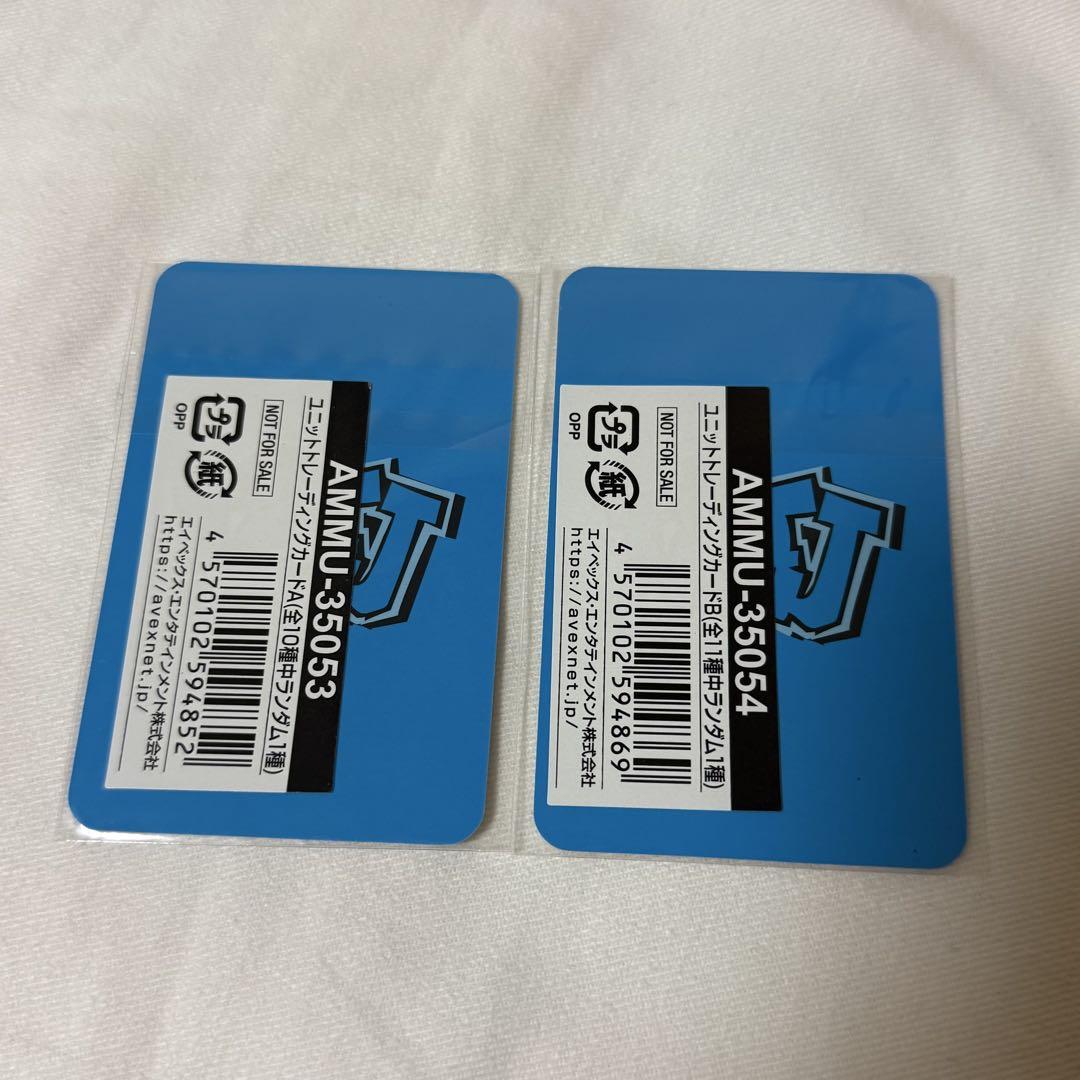 AMMU-35053
ユニットトレーディングカードA(全10種中ランダム1種)
NOT FOR SALE
プラ
OPP
紙
4 570102 594852
エイベックス・エンタテインメント株式会社
https://avexnet.jp/
AMMU-35054
ユニットトレーディングカードB(全11種中ランダム1種)
NOT FOR SALE
プラ
OPP
紙
4 570102 594869
エイベックス・エンタテインメント株式会社
https://avexnet.jp/